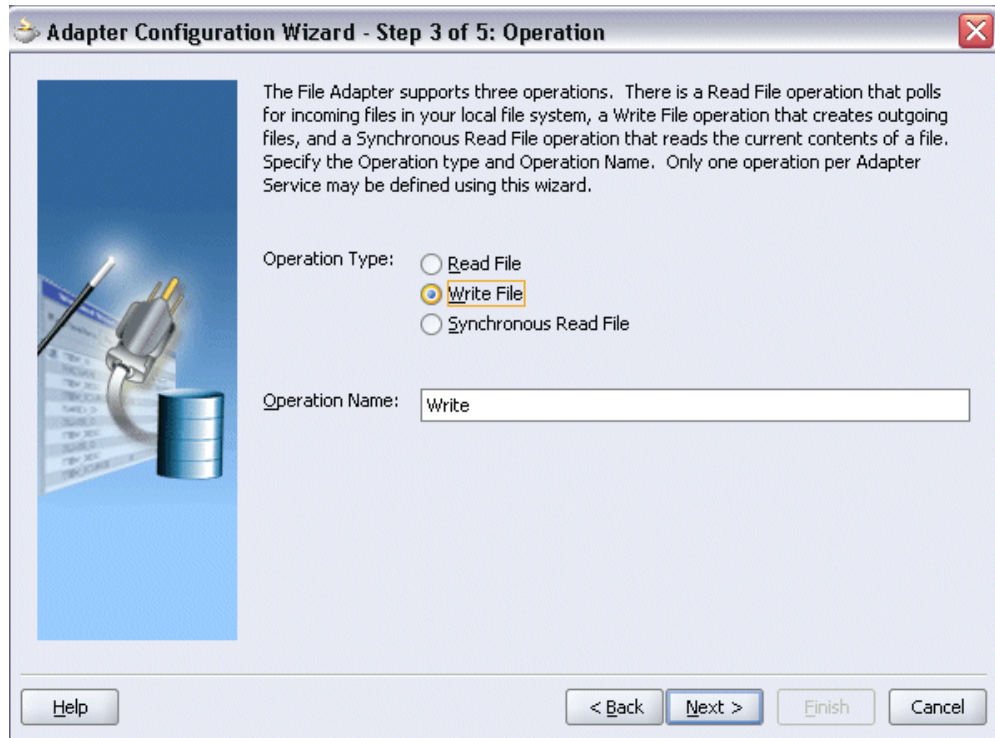 Adapter Configuration Wizard - Step 3 of 5: Operation
The File Adapter supports three operations.  There is a Read File operation that polls
for incoming files in your local file system, a Write File operation that creates outgoing
files, and a Synchronous Read File operation that reads the current contents of a file.
Specify the Operation type and Operation Name.  Only one operation per Adapter
Service may be defined using this wizard.
Operation Type:
Read File
Write File
Synchronous Read File
Operation Name:
Write
Help
< Back
Next >
Finish
Cancel